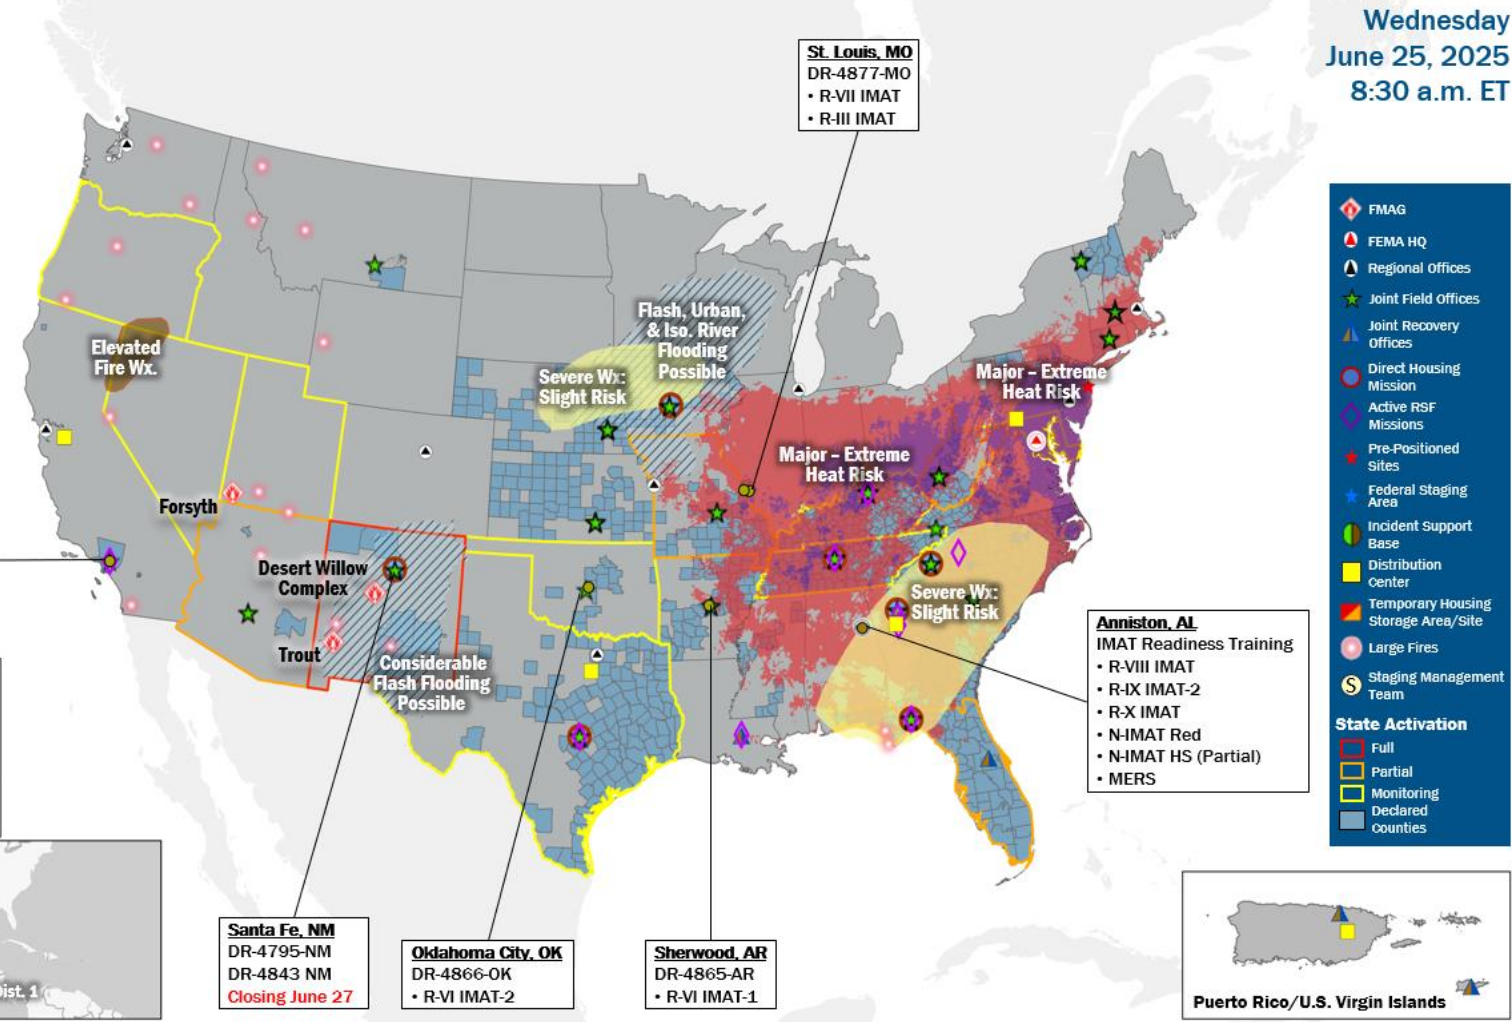 Wednesday
June 25, 2025
8:30 a.m. ET
St. Louis, MO
DR-4877-MO
• R-VII IMAT
• R-III IMAT
Flash, Urban,
& Iso. River
Flooding
Possible
Elevated
Fire Wx.
Severe Wx:
Slight Risk
Major – Extreme
Heat Risk
Major – Extreme
Heat Risk
Forsyth
Desert Willow
Complex
Trout
Considerable
Flash Flooding
Possible
Severe Wx:
Slight Risk
Anniston, AL
IMAT Readiness Training
• R-VIII IMAT
• R-IX IMAT-2
• R-X IMAT
• N-IMAT Red
• N-IMAT HS (Partial)
• MERS
Santa Fe, NM
DR-4795-NM
DR-4843 NM
Closing June 27
Oklahoma City, OK
DR-4866-OK
• R-VI IMAT-2
Sherwood, AR
DR-4865-AR
• R-VI IMAT-1
FMAG
FEMA HQ
Regional Offices
Joint Field Offices
Joint Recovery
Offices
Direct Housing
Mission
Active RSF
Missions
Pre-Positioned
Sites
Federal Staging
Area
Incident Support
Base
Distribution
Center
Temporary Housing
Storage Area/Site
Large Fires
S
Staging Management
Team
State Activation
Full
Partial
Monitoring
Declared
Counties
Dist. 1
Puerto Rico/U.S. Virgin Islands